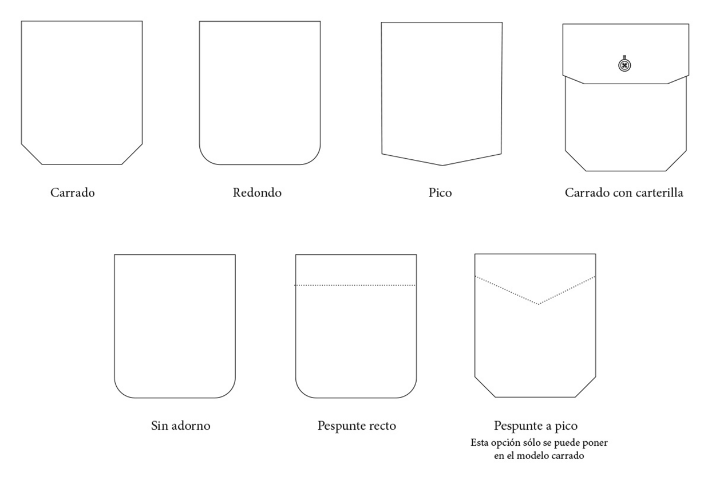 Carrado
Redondo
Pico
Carrado con carterilla
Sin adorno
Pespunte recto
Pespunte a pico
Esta opción sólo se puede poner
en el modelo carrado